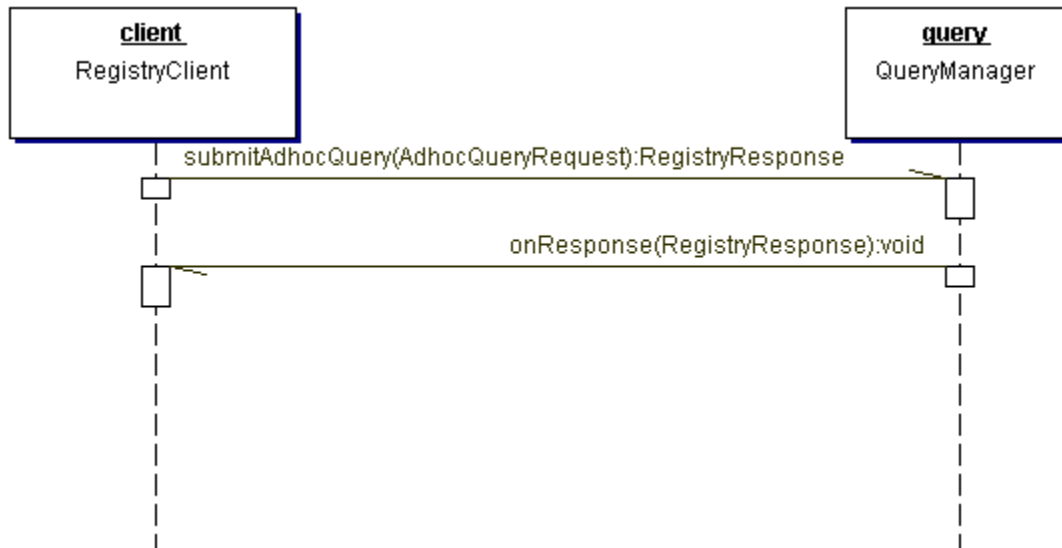 client
RegistryClient
query
QueryManager
submitAdhocQuery(AdhocQueryRequest):RegistryResponse
onResponse(RegistryResponse):void